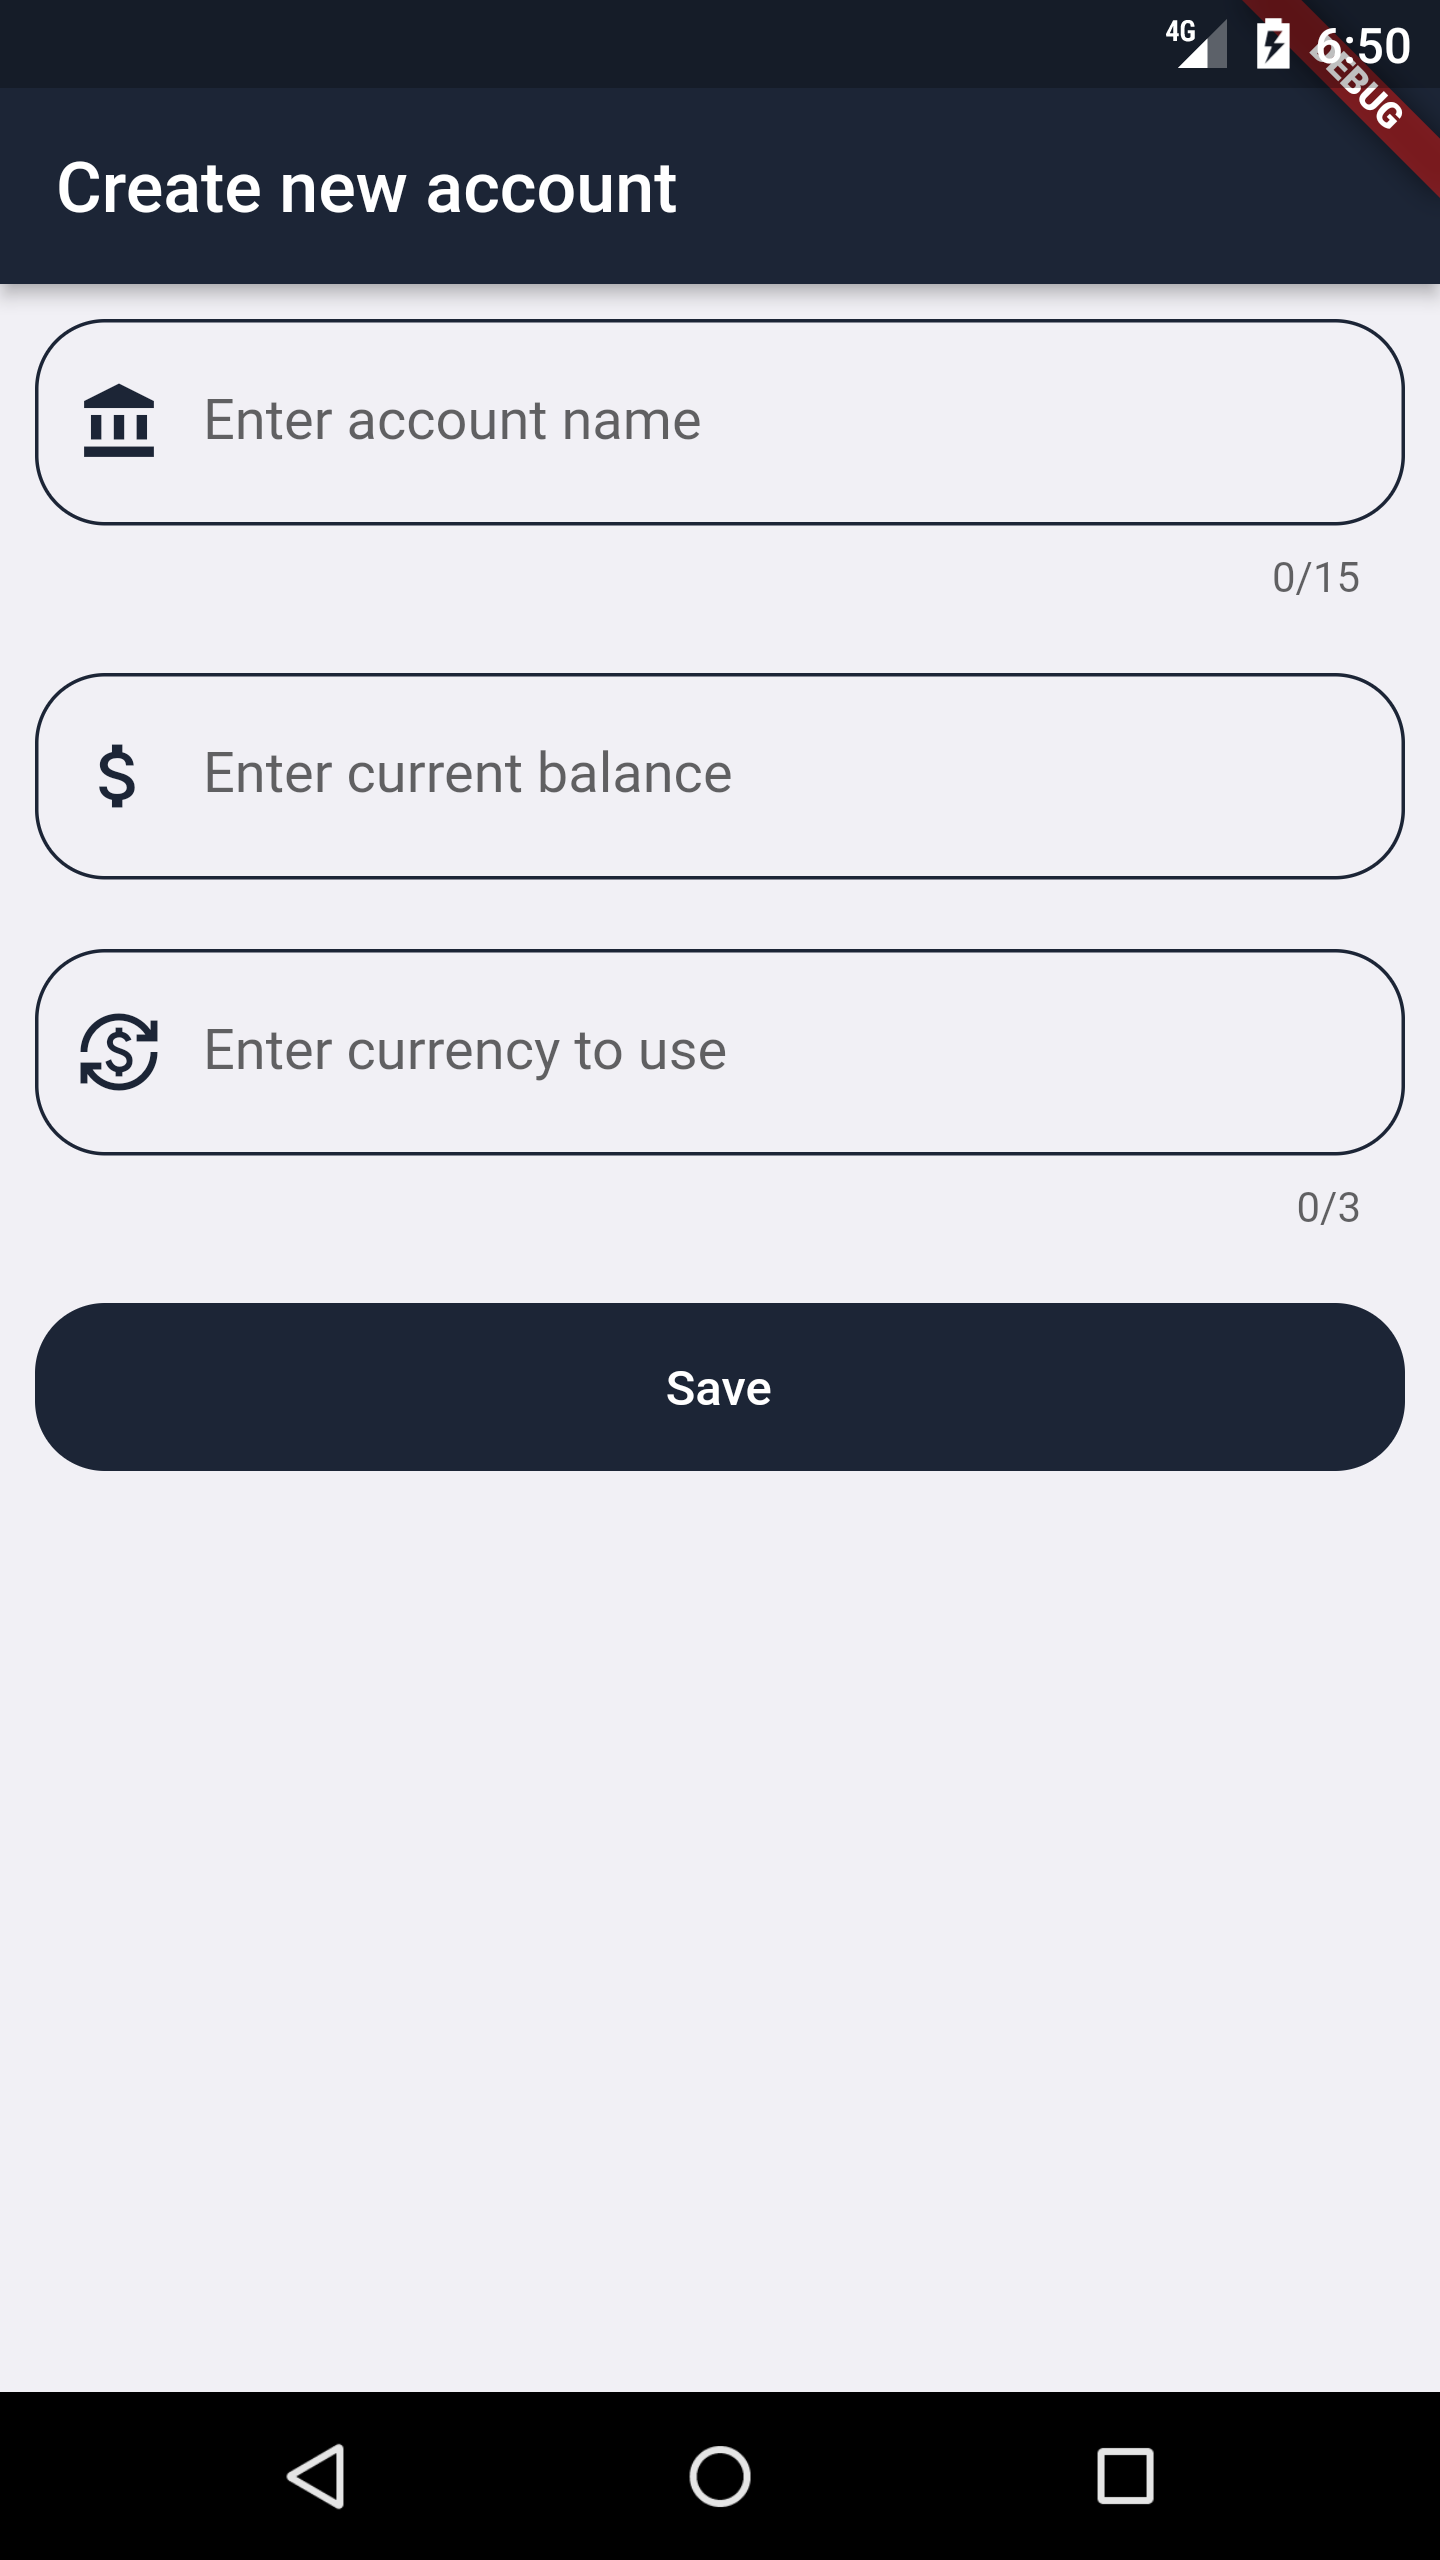 4G 6:50
DEBUG
Create new account
Enter account name
0/15
$ Enter current balance
$ Enter currency to use
0/3
Save